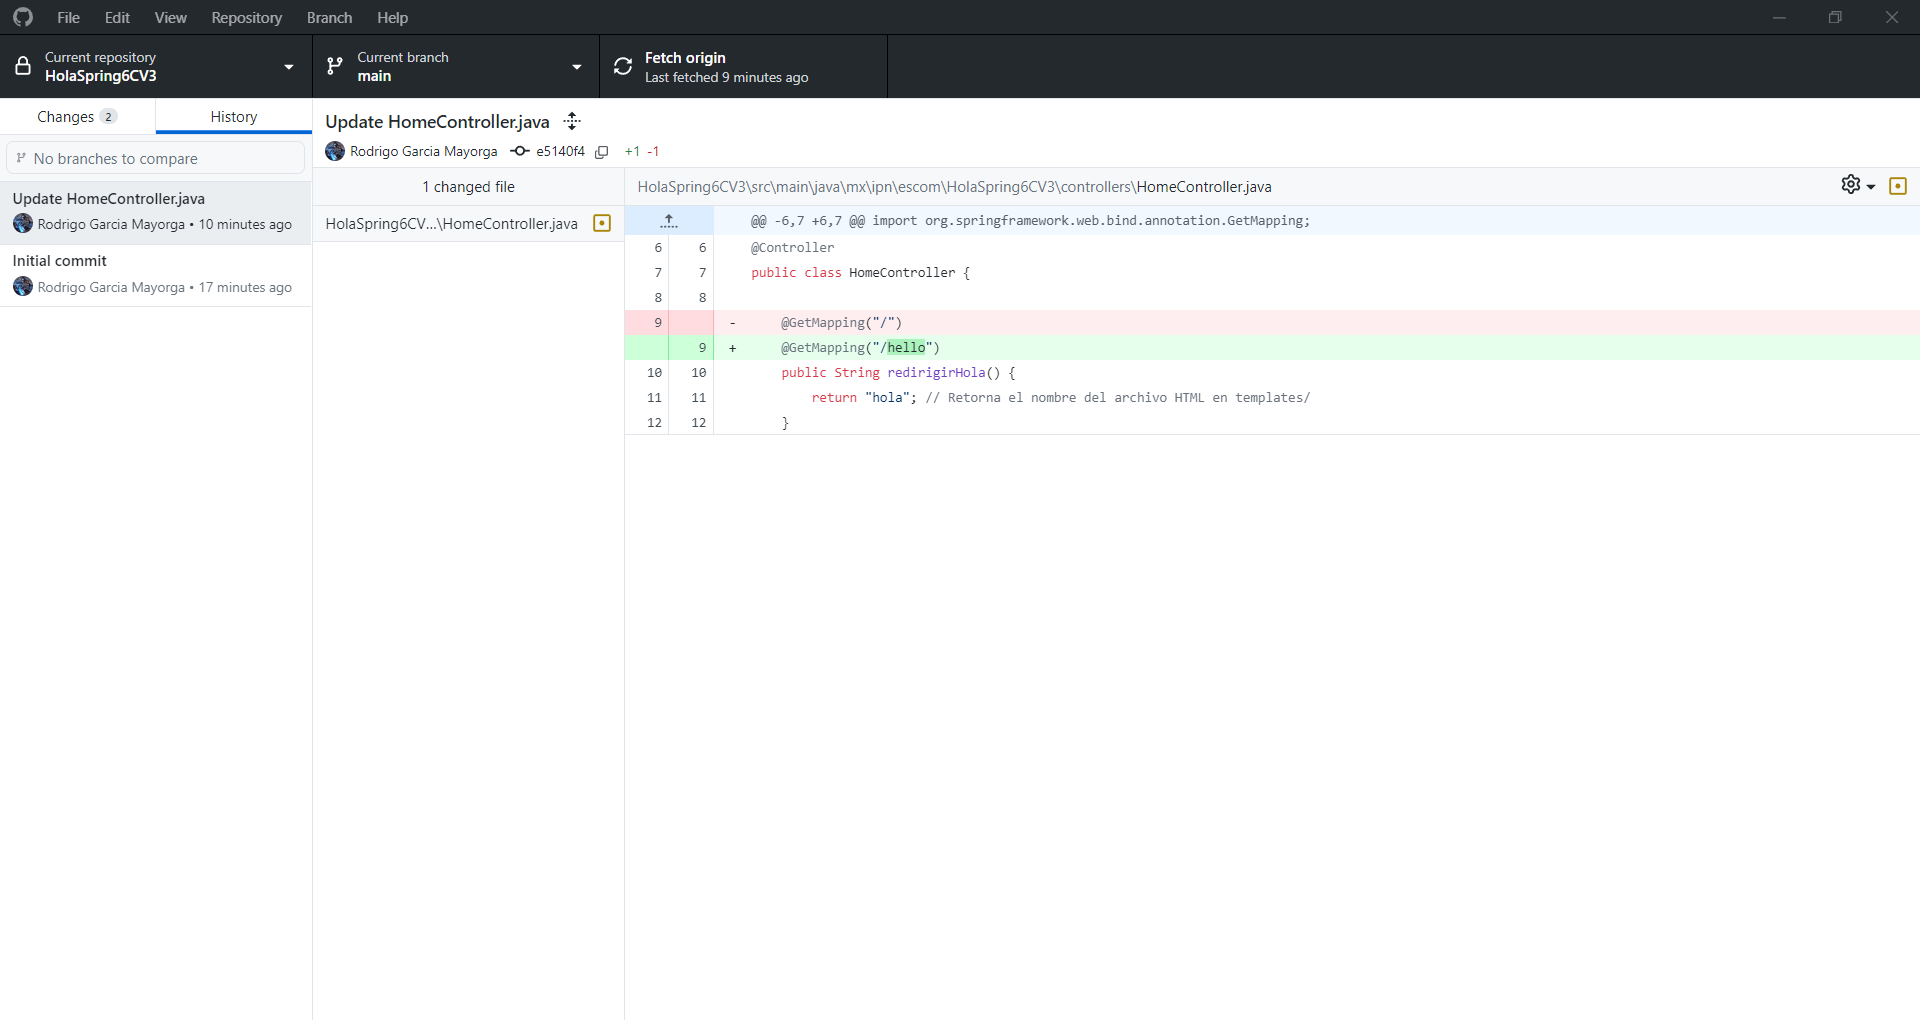 File Edit View Repository Branch Help
Current repository
HolaSpring6CV3
Current branch
main
Fetch origin
Last fetched 9 minutes ago
Changes 2
History
No branches to compare
Update HomeController.java
Rodrigo Garcia Mayorga • 10 minutes ago
Initial commit
Rodrigo Garcia Mayorga • 17 minutes ago
Update HomeController.java
Rodrigo Garcia Mayorga e5140f4 +1 -1
1 changed file
HolaSpring6CV...\HomeController.java
HolaSpring6CV3\src\main\java\mx\ipn\escom\HolaSpring6CV3\controllers\HomeController.java
@@ -6,7 +6,7 @@ import org.springframework.web.bind.annotation.GetMapping;
6 6 @Controller
7 7 public class HomeController {
8 8
9 - @GetMapping("/")
9 + @GetMapping("/hello")
10 10 public String redirigirHola() {
11 11 return "hola"; // Retorna el nombre del archivo HTML en templates/
12 12 }